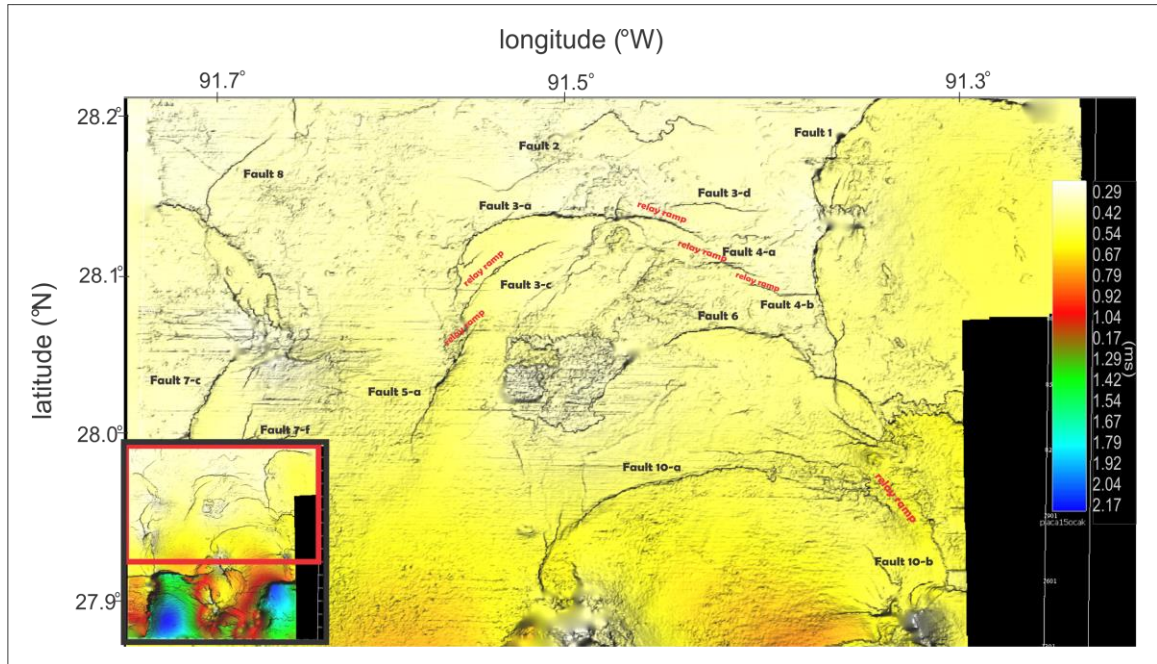 longitude (°W)
91.7°
91.5°
91.3°
latitude (°N)
28.2°
28.1°
28.0°
27.9°
Fault 1
Fault 2
Fault 8
Fault 3-d
Fault 3-a
relay ramp
relay ramp
Fault 4-a
relay ramp
relay ramp
Fault 3-c
Fault 4-b
Fault 6
relay ramp
Fault 7-c
Fault 5-a
Fault 7-f
Fault 10-a
relay ramp
Fault 10-b
0.29
0.42
0.54
0.67
0.79
0.92
1.04
0.17
1.29
1.42
1.54
1.67
1.79
1.92
2.04
2.17
(ms)